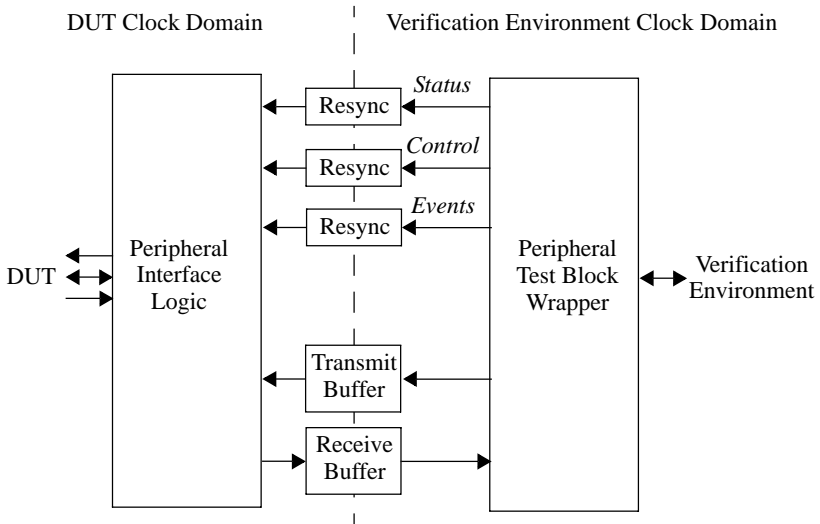 DUT Clock Domain
Verification Environment Clock Domain
Status
Resync
Control
Resync
Events
Resync
DUT
Peripheral
Interface
Logic
Peripheral
Test Block
Wrapper
Verification
Environment
Transmit
Buffer
Receive
Buffer